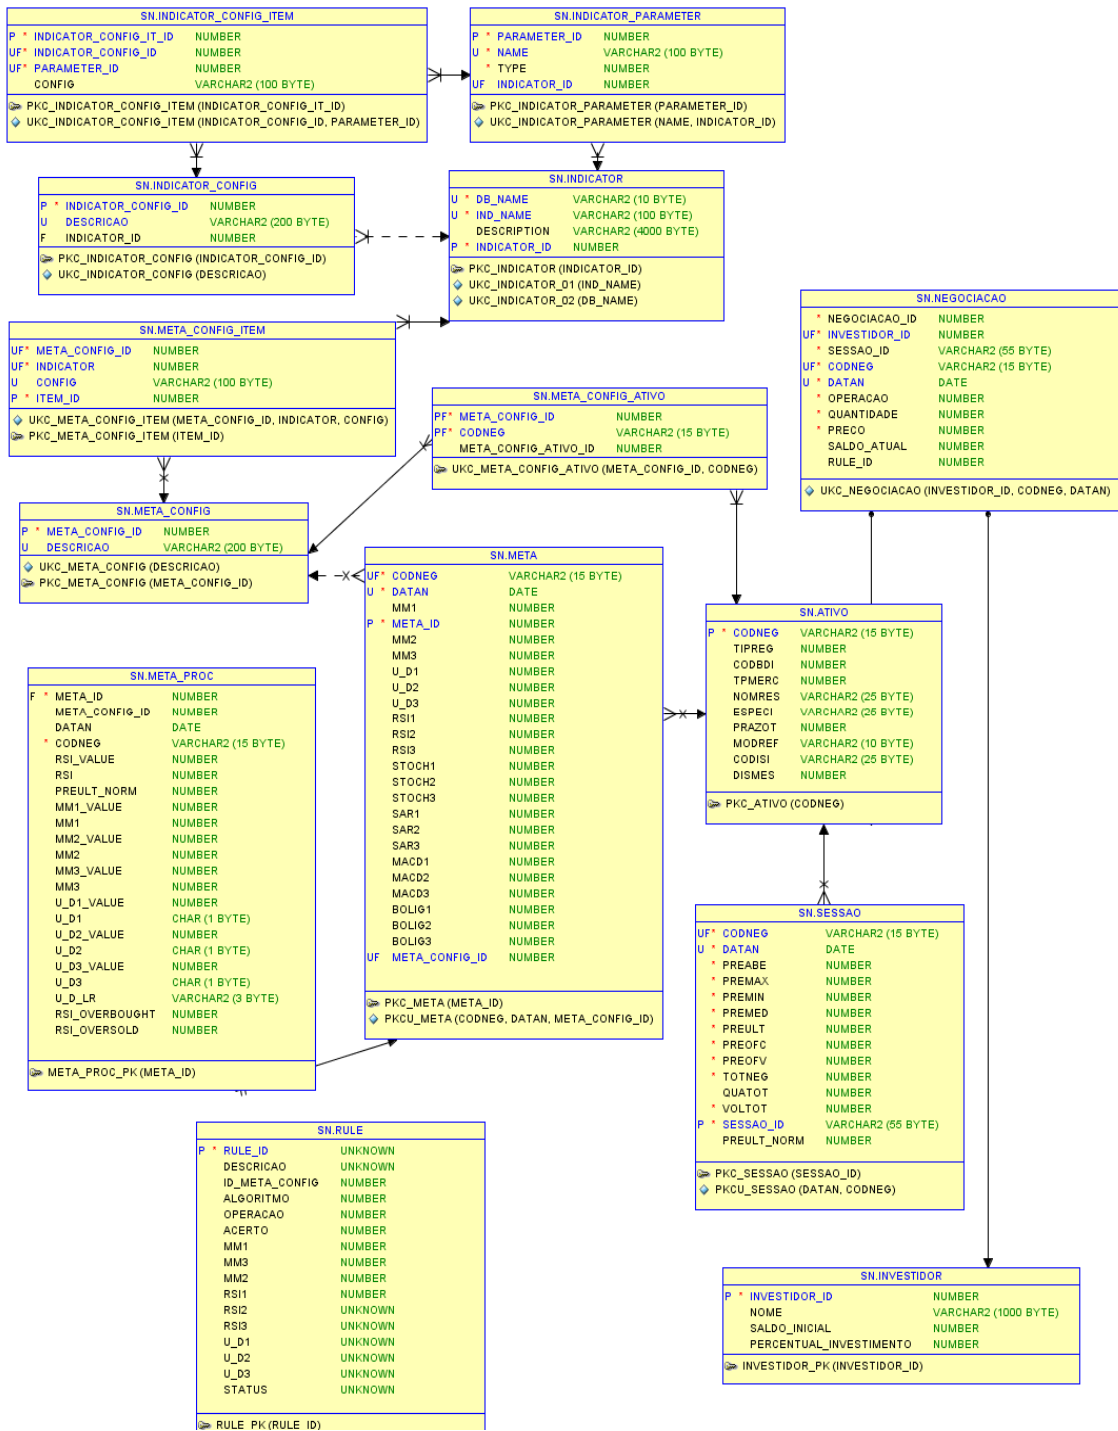 SN.INDICATOR_CONFIG_ITEM
P * INDICATOR_CONFIG_IT_ID NUMBER
UF* INDICATOR_CONFIG_ID NUMBER
UF* PARAMETER_ID NUMBER
CONFIG VARCHAR2 (100 BYTE)
PKC_INDICATOR_CONFIG_ITEM (INDICATOR_CONFIG_IT_ID)
UKC_INDICATOR_CONFIG_ITEM (INDICATOR_CONFIG_ID, PARAMETER_ID)
SN.INDICATOR_PARAMETER
P * PARAMETER_ID NUMBER
U * NAME VARCHAR2 (100 BYTE)
* TYPE NUMBER
UF INDICATOR_ID NUMBER
PKC_INDICATOR_PARAMETER (PARAMETER_ID)
UKC_INDICATOR_PARAMETER (NAME, INDICATOR_ID)
SN.INDICATOR_CONFIG
P * INDICATOR_CONFIG_ID NUMBER
U DESCRICAO VARCHAR2 (200 BYTE)
F INDICATOR_ID NUMBER
PKC_INDICATOR_CONFIG (INDICATOR_CONFIG_ID)
UKC_INDICATOR_CONFIG (DESCRICAO)
SN.INDICATOR
U * DB_NAME VARCHAR2 (10 BYTE)
U * IND_NAME VARCHAR2 (100 BYTE)
DESCRIPTION VARCHAR2 (4000 BYTE)
P * INDICATOR_ID NUMBER
PKC_INDICATOR (INDICATOR_ID)
UKC_INDICATOR_01 (IND_NAME)
UKC_INDICATOR_02 (DB_NAME)
SN.NEGOCIACAO
* NEGOCIACAO_ID NUMBER
UF* INVESTIDOR_ID NUMBER
* SESSAO_ID VARCHAR2 (55 BYTE)
UF* CODNEG VARCHAR2 (15 BYTE)
U * DATAN DATE
* OPERACAO NUMBER
* QUANTIDADE NUMBER
* PRECO NUMBER
SALDO_ATUAL NUMBER
RULE_ID NUMBER
UKC_NEGOCIACAO (INVESTIDOR_ID, CODNEG, DATAN)
SN.META_CONFIG_ITEM
UF* META_CONFIG_ID NUMBER
UF* INDICATOR NUMBER
U CONFIG VARCHAR2 (100 BYTE)
P * ITEM_ID NUMBER
UKC_META_CONFIG_ITEM (META_CONFIG_ID, INDICATOR, CONFIG)
PKC_META_CONFIG_ITEM (ITEM_ID)
SN.META_CONFIG_ATIVO
PF* META_CONFIG_ID NUMBER
PF* CODNEG VARCHAR2 (15 BYTE)
META_CONFIG_ATIVO_ID NUMBER
UKC_META_CONFIG_ATIVO (META_CONFIG_ID, CODNEG)
SN.META_CONFIG
P * META_CONFIG_ID NUMBER
U DESCRICAO VARCHAR2 (200 BYTE)
UKC_META_CONFIG (DESCRICAO)
PKC_META_CONFIG (META_CONFIG_ID)
SN.META
UF* CODNEG VARCHAR2 (15 BYTE)
U * DATAN DATE
MM1 NUMBER
P * META_ID NUMBER
MM2 NUMBER
MM3 NUMBER
U_D1 NUMBER
U_D2 NUMBER
U_D3 NUMBER
RSI1 NUMBER
RSI2 NUMBER
RSI3 NUMBER
STOCH1 NUMBER
STOCH2 NUMBER
STOCH3 NUMBER
SAR1 NUMBER
SAR2 NUMBER
SAR3 NUMBER
MACD1 NUMBER
MACD2 NUMBER
MACD3 NUMBER
BOLIG1 NUMBER
BOLIG2 NUMBER
BOLIG3 NUMBER
UF META_CONFIG_ID NUMBER
PKC_META (META_ID)
PKCU_META (CODNEG, DATAN, META_CONFIG_ID)
SN.ATIVO
P * CODNEG VARCHAR2 (15 BYTE)
TIPREG NUMBER
CODBDI NUMBER
TPMERC NUMBER
NOMRES VARCHAR2 (25 BYTE)
ESPECI VARCHAR2 (25 BYTE)
PRAZOT NUMBER
MODREF VARCHAR2 (10 BYTE)
CODISI VARCHAR2 (25 BYTE)
DISMES NUMBER
PKC_ATIVO (CODNEG)
SN.META_PROC
F * META_ID NUMBER
META_CONFIG_ID NUMBER
DATAN DATE
* CODNEG VARCHAR2 (15 BYTE)
RSI_VALUE NUMBER
RSI NUMBER
PREULT_NORM NUMBER
MM1_VALUE NUMBER
MM1 NUMBER
MM2_VALUE NUMBER
MM2 NUMBER
MM3_VALUE NUMBER
MM3 NUMBER
U_D1_VALUE NUMBER
U_D1 CHAR (1 BYTE)
U_D2_VALUE NUMBER
U_D2 CHAR (1 BYTE)
U_D3_VALUE NUMBER
U_D3 CHAR (1 BYTE)
U_D_LR VARCHAR2 (3 BYTE)
RSI_OVERBOUGHT NUMBER
RSI_OVERSOLD NUMBER
META_PROC_PK (META_ID)
SN.SESSAO
UF* CODNEG VARCHAR2 (15 BYTE)
U * DATAN DATE
* PREABE NUMBER
* PREMAX NUMBER
* PREMIN NUMBER
* PREMED NUMBER
* PREULT NUMBER
* PREOFC NUMBER
* PREOFV NUMBER
* TOTNEG NUMBER
QUATOT NUMBER
* VOLTOT NUMBER
P * SESSAO_ID VARCHAR2 (55 BYTE)
PREULT_NORM NUMBER
PKC_SESSAO (SESSAO_ID)
PKCU_SESSAO (DATAN, CODNEG)
SN.RULE
P * RULE_ID UNKNOWN
DESCRICAO UNKNOWN
ID_META_CONFIG NUMBER
ALGORITMO NUMBER
OPERACAO NUMBER
ACERTO NUMBER
MM1 NUMBER
MM3 NUMBER
MM2 NUMBER
RSI1 NUMBER
RSI2 UNKNOWN
RSI3 UNKNOWN
U_D1 UNKNOWN
U_D2 UNKNOWN
U_D3 UNKNOWN
STATUS UNKNOWN
RULE_PK (RULE_ID)
SN.INVESTIDOR
P * INVESTIDOR_ID NUMBER
NOME VARCHAR2 (1000 BYTE)
SALDO_INICIAL NUMBER
PERCENTUAL_INVESTIMENTO NUMBER
INVESTIDOR_PK (INVESTIDOR_ID)